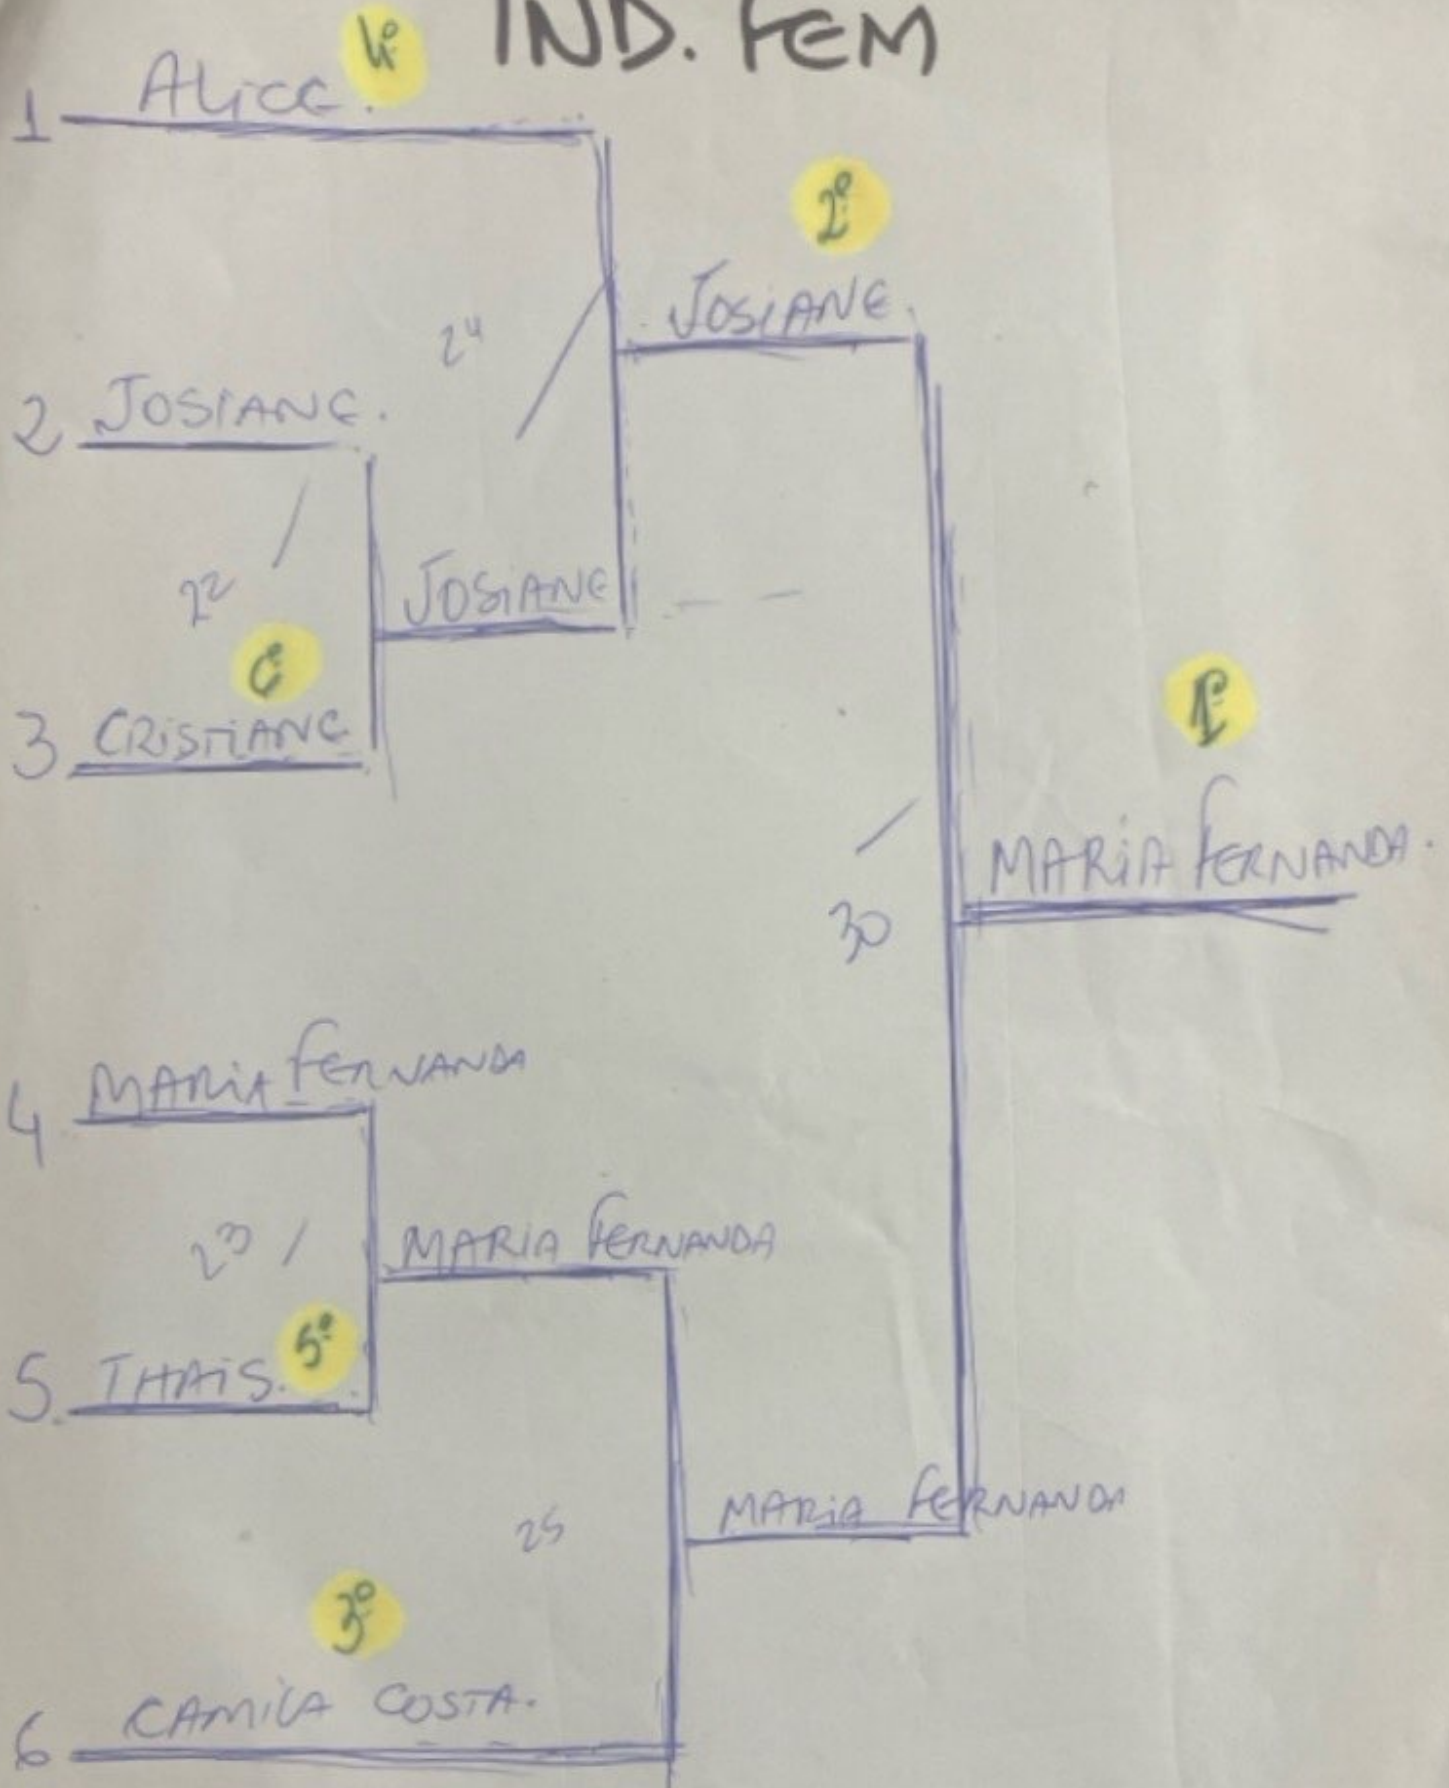 IND. FEM
4º
1 ALICE.
2º
JOSIANE.
24
2 JOSIANE.
22
JOSIANE
6º
3 CRISTIANE
1º
MARIA FERNANDA.
30
4 MARIA FERNANDA
23
MARIA FERNANDA
5º
5 THAIS.
25
MARIA FERNANDA
3º
6 CAMILA COSTA.